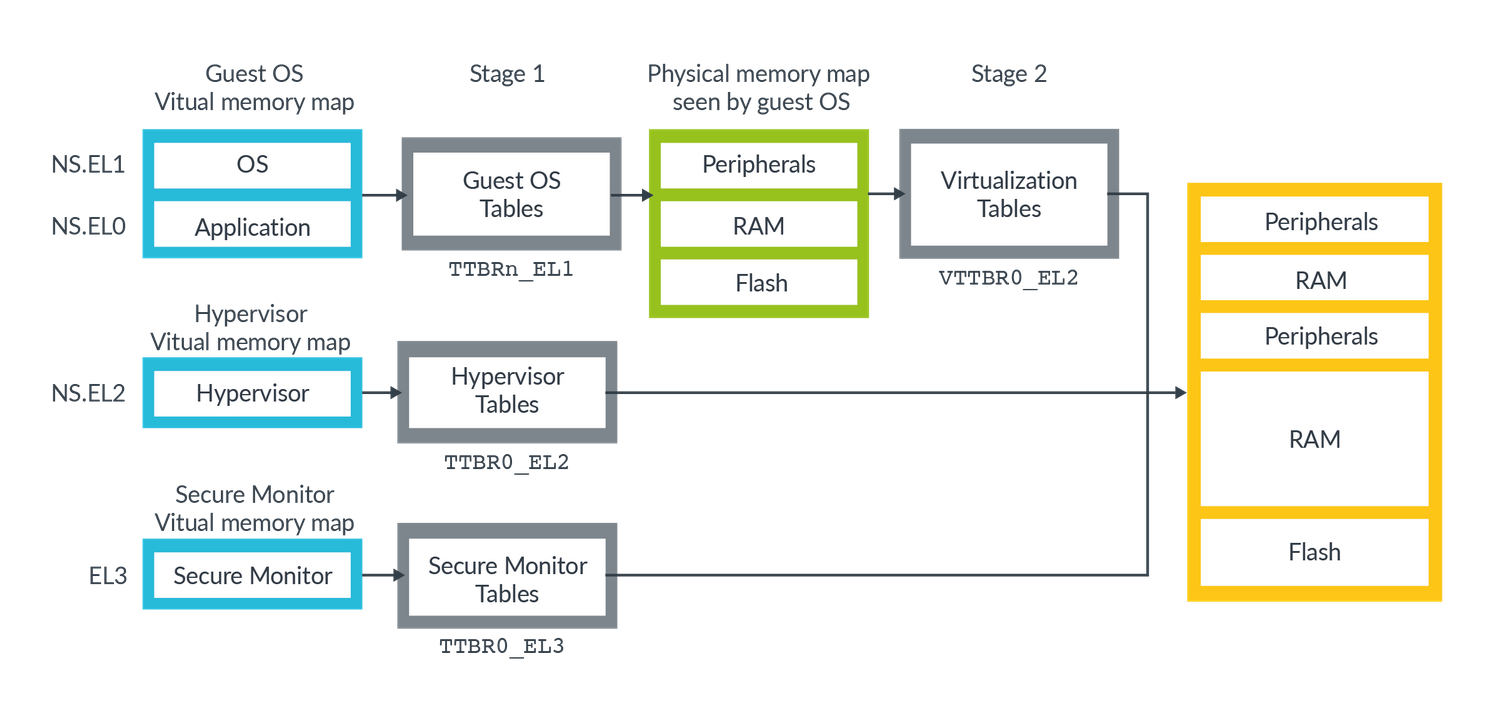 Guest OS
Vitual memory map
Stage 1
Physical memory map
seen by guest OS
Stage 2
NS.EL1
OS
NS.EL0
Application
Guest OS
Tables
TTBRn_EL1
Peripherals
RAM
Flash
Virtualization
Tables
VTTBR0_EL2
Hypervisor
Vitual memory map
NS.EL2
Hypervisor
Hypervisor
Tables
TTBR0_EL2
Secure Monitor
Vitual memory map
EL3
Secure Monitor
Secure Monitor
Tables
TTBR0_EL3
Peripherals
RAM
Peripherals
RAM
Flash